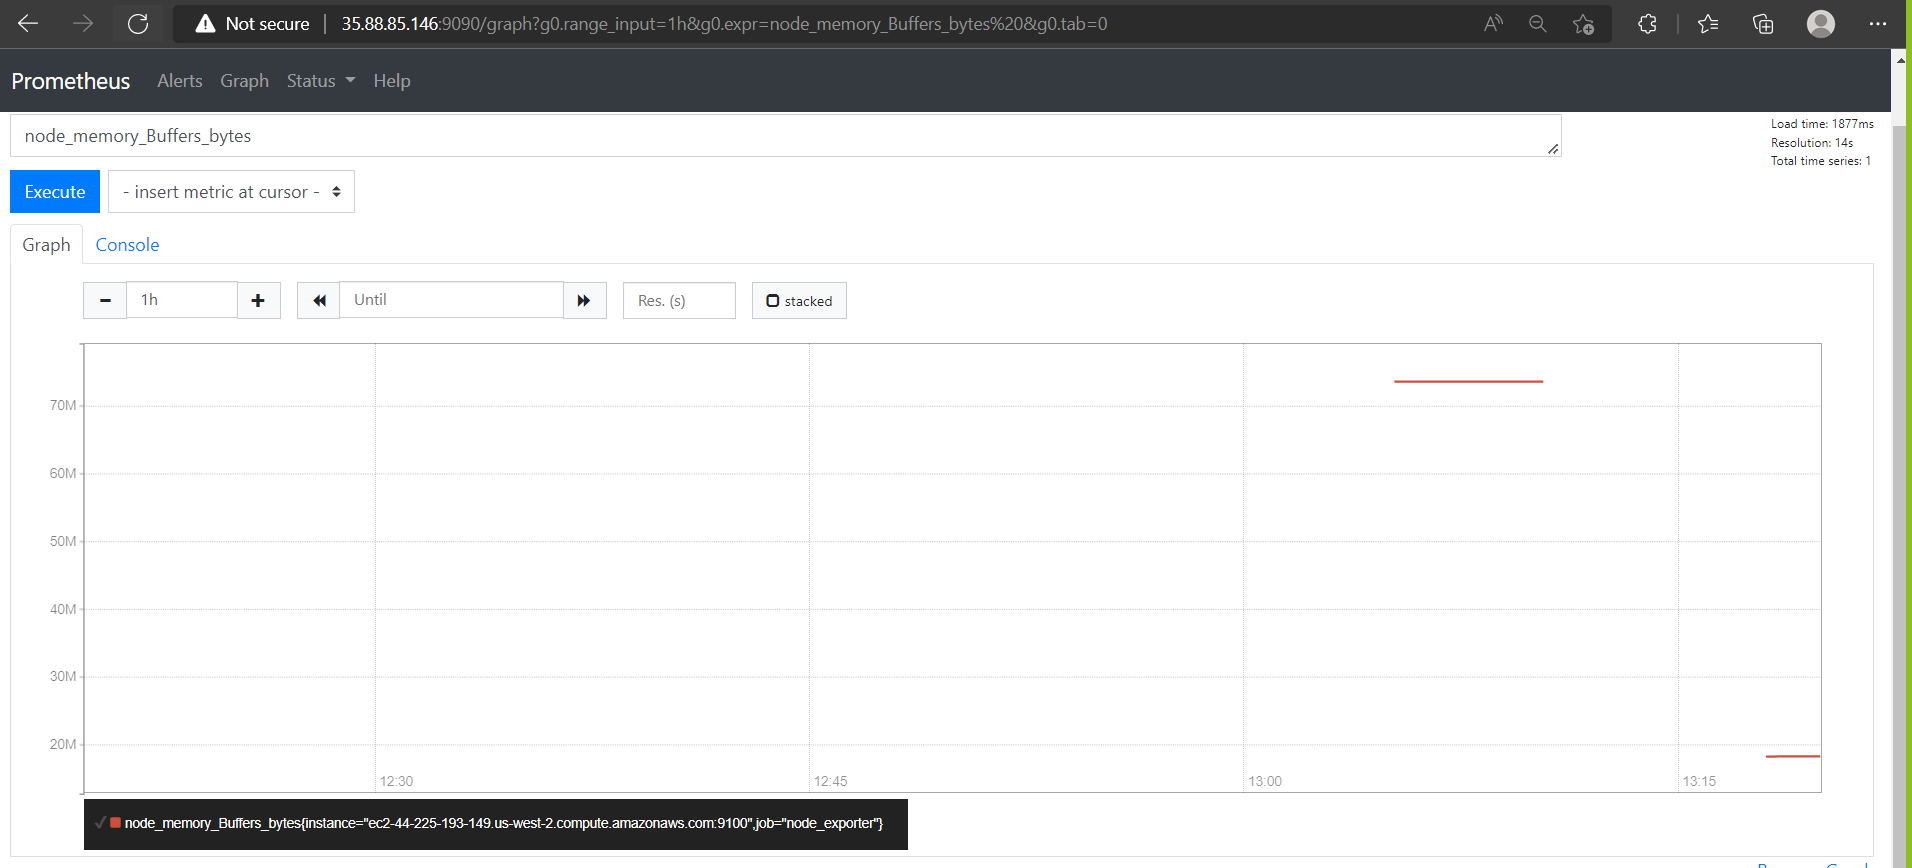 Not secure | 35.88.85.146:9090/graph?g0.range_input=1h&g0.expr=node_memory_Buffers_bytes%20&g0.tab=0
Prometheus Alerts Graph Status Help
node_memory_Buffers_bytes
Load time: 1877ms
Resolution: 14s
Total time series: 1
Execute - insert metric at cursor -
Graph Console
1h Until Res. (s) stacked
70M
60M
50M
40M
30M
20M
12:30 12:45 13:00 13:15
node_memory_Buffers_bytes{instance="ec2-44-225-193-149.us-west-2.compute.amazonaws.com:9100",job="node_exporter"}